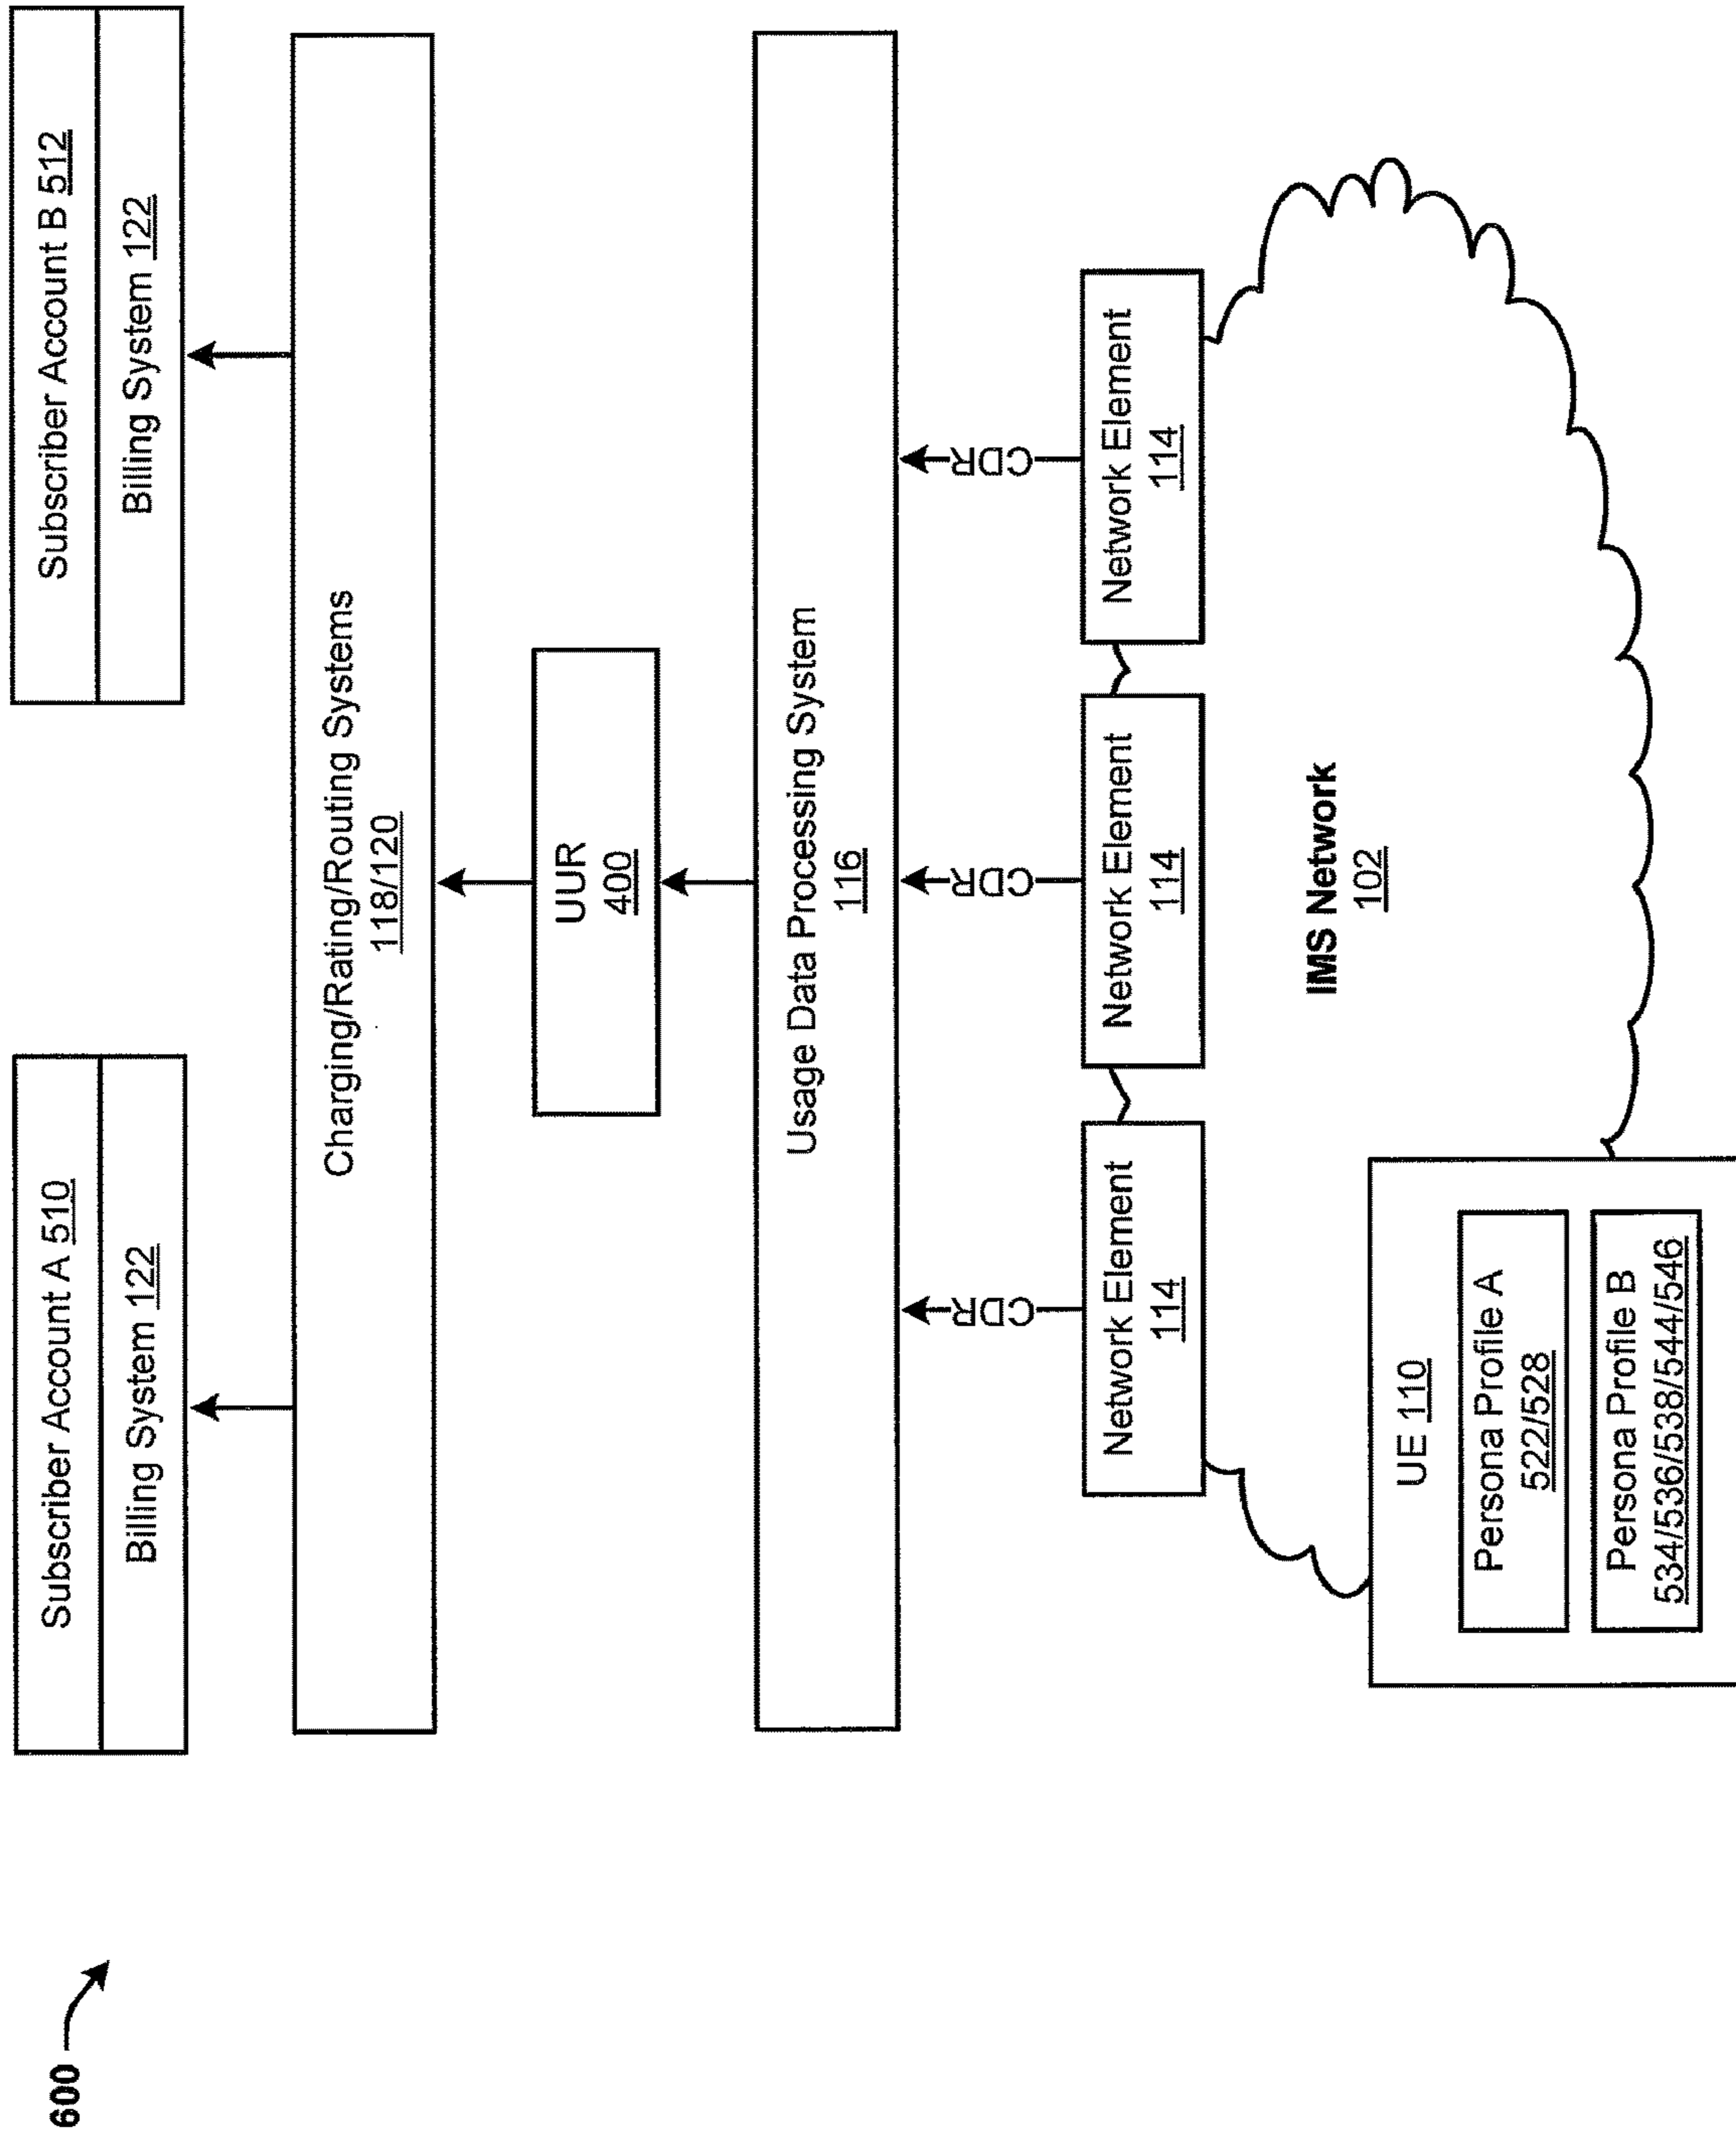 600
Subscriber Account A 510
Billing System 122
Subscriber Account B 512
Billing System 122
Charging/Rating/Routing Systems
118/120
UUR
400
Usage Data Processing System
116
CDR
CDR
CDR
Network Element
114
Network Element
114
Network Element
114
IMS Network
102
UE 110
Persona Profile A
522/528
Persona Profile B
534/536/538/544/546